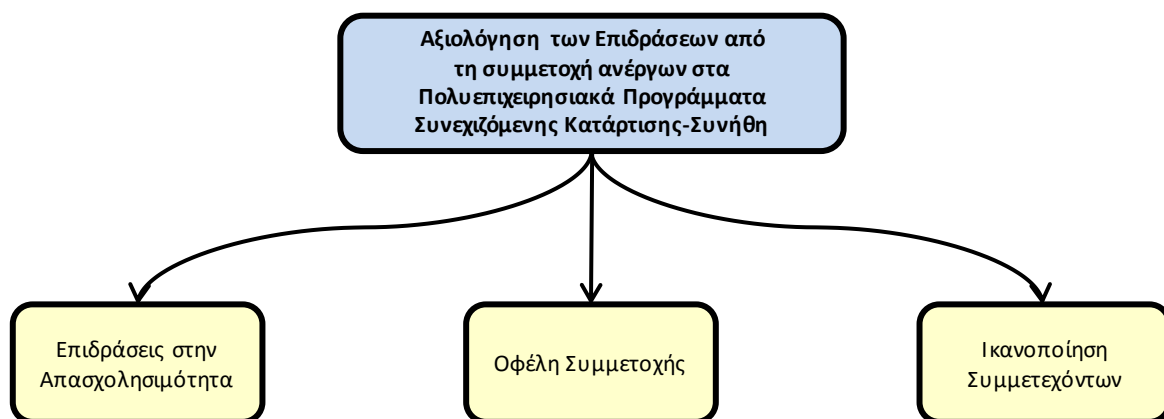 Αξιολόγηση των Επιδράσεων από
τη συμμετοχή ανέργων στα
Πολυεπιχειρησιακά Προγράμματα
Συνεχιζόμενης Κατάρτισης-Συνήθη
Επιδράσεις στην
Απασχολησιμότητα
Οφέλη Συμμετοχής
Ικανοποίηση
Συμμετεχόντων